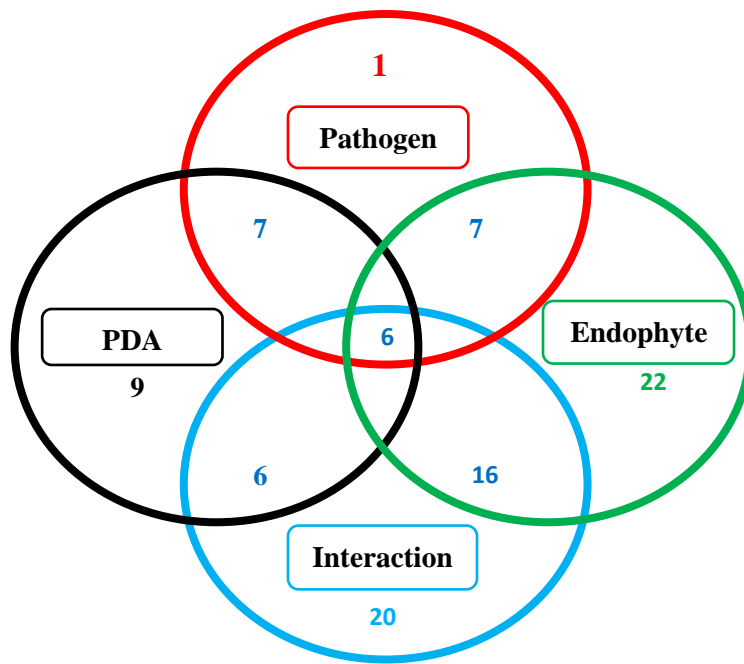 1
Pathogen
7
7
PDA
6
Endophyte
9
22
6
16
Interaction
20